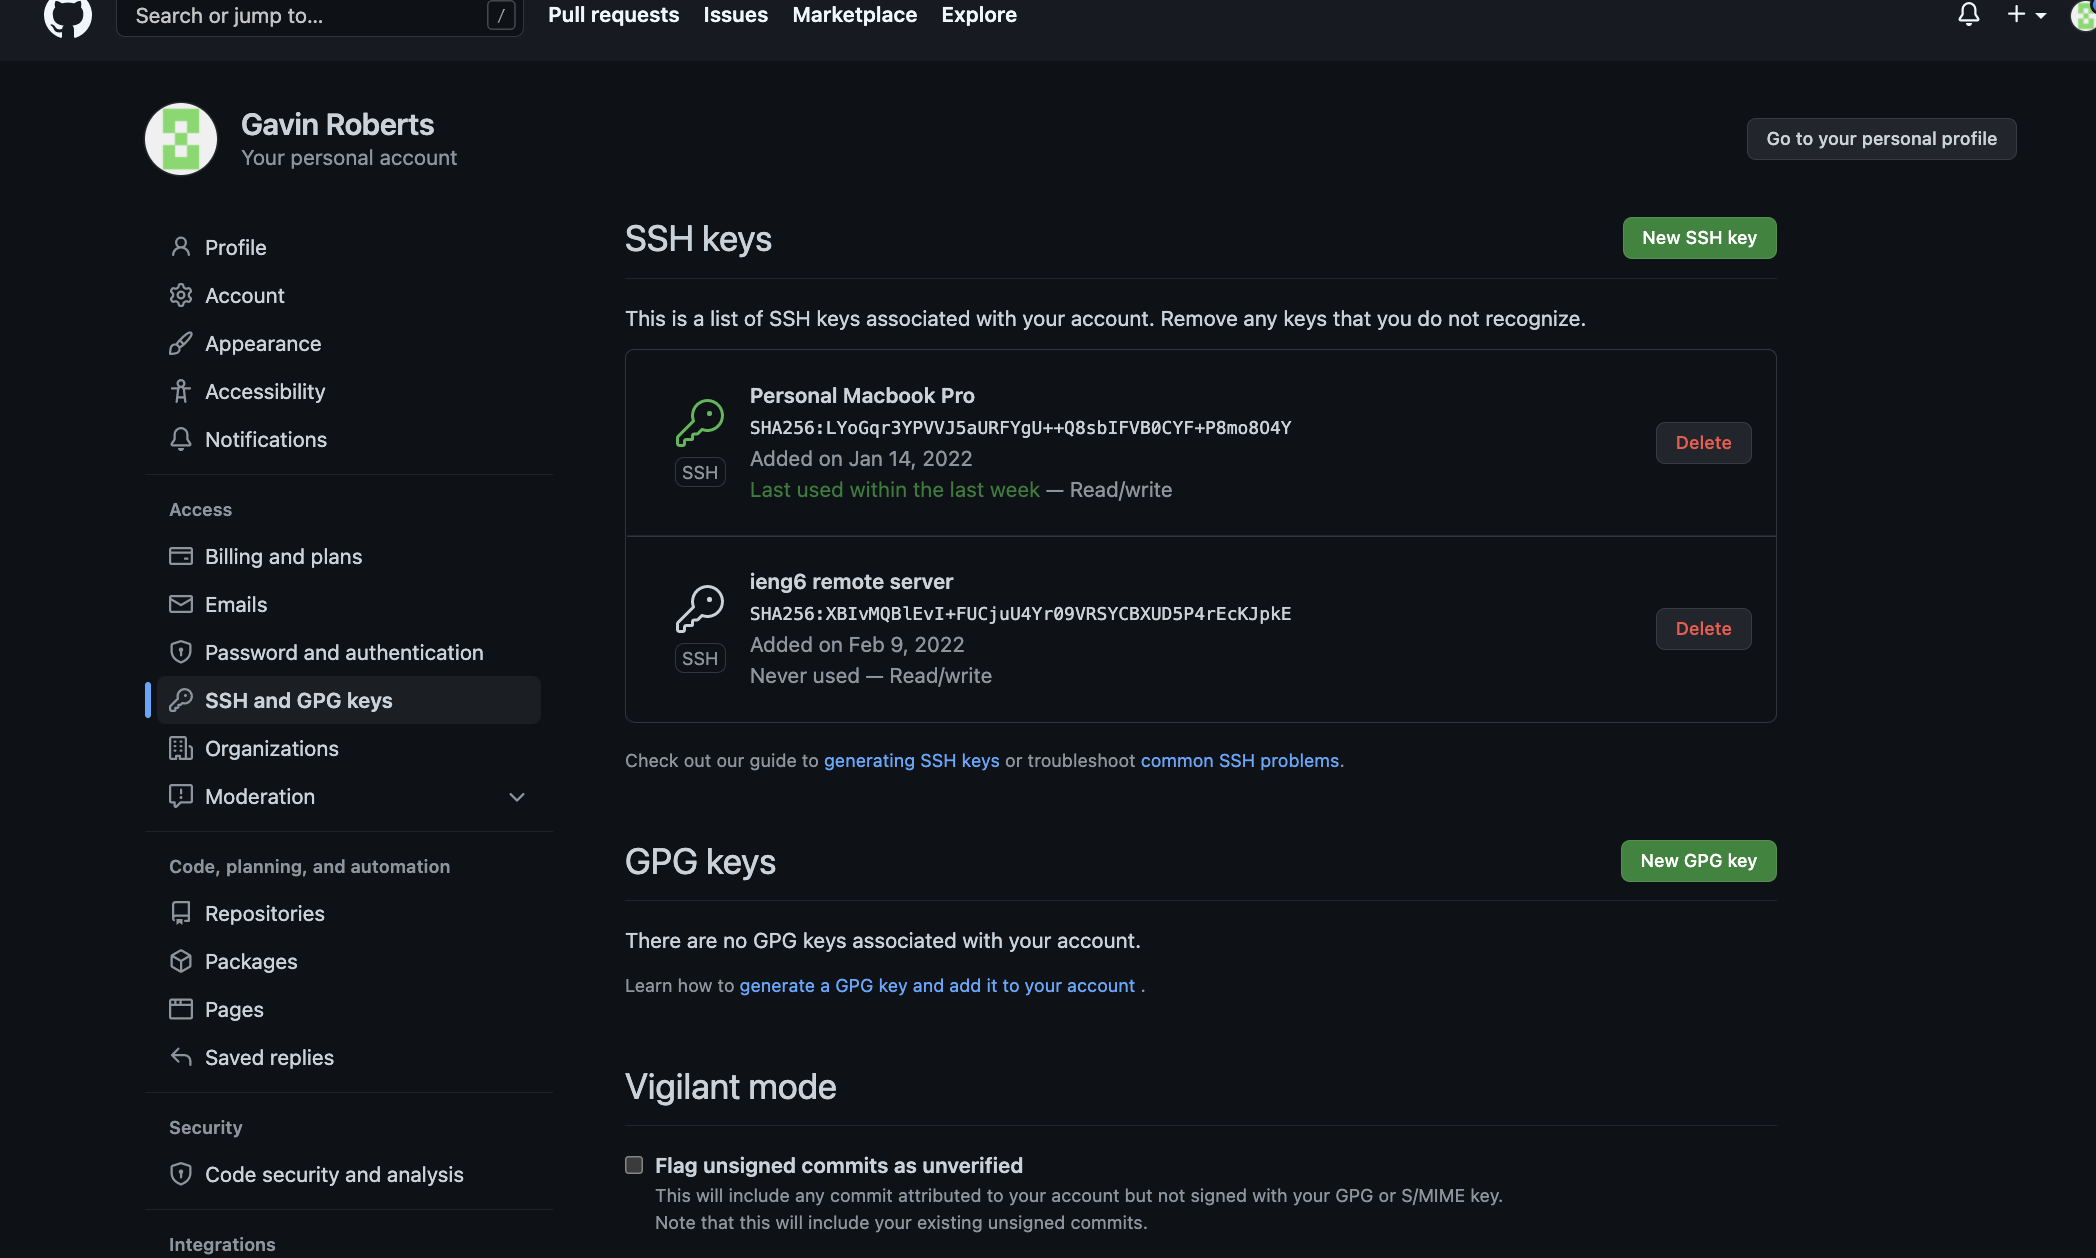 Search or jump to...
/
Pull requests
Issues
Marketplace
Explore
Gavin Roberts
Your personal account
Go to your personal profile
Profile
Account
Appearance
Accessibility
Notifications
Access
Billing and plans
Emails
Password and authentication
SSH and GPG keys
Organizations
Moderation
Code, planning, and automation
Repositories
Packages
Pages
Saved replies
Security
Code security and analysis
Integrations
SSH keys
New SSH key
This is a list of SSH keys associated with your account. Remove any keys that you do not recognize.
Personal Macbook Pro
SHA256:LYoGqr3YPVVJ5aURFYgU++Q8sbIFVB0CYF+P8mo8O4Y
Added on Jan 14, 2022
Last used within the last week — Read/write
SSH
Delete
ieng6 remote server
SHA256:XBIvMQBlEvI+FUCjuU4Yr09VRSYCBXUD5P4rEcKJpkE
Added on Feb 9, 2022
Never used — Read/write
SSH
Delete
Check out our guide to generating SSH keys or troubleshoot common SSH problems.
GPG keys
New GPG key
There are no GPG keys associated with your account.
Learn how to generate a GPG key and add it to your account .
Vigilant mode
Flag unsigned commits as unverified
This will include any commit attributed to your account but not signed with your GPG or S/MIME key.
Note that this will include your existing unsigned commits.